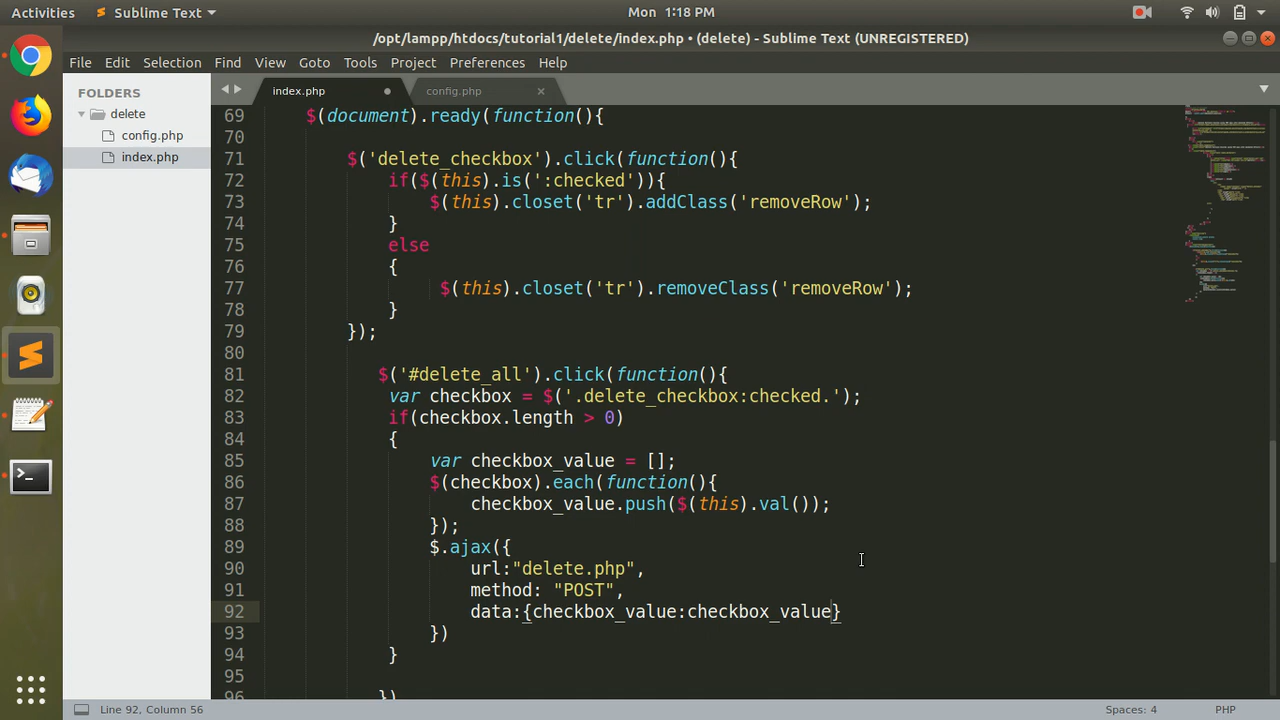 Activities
Sublime Text
Mon 1:18 PM
/opt/lampp/htdocs/tutorial1/delete/index.php • (delete) - Sublime Text (UNREGISTERED)
File Edit Selection Find View Goto Tools Project Preferences Help
FOLDERS
delete
config.php
index.php
index.php
config.php
69 $(document).ready(function(){
70
71 $('delete_checkbox').click(function(){
72 if($(this).is(':checked')){
73 $(this).closet('tr').addClass('removeRow');
74 }
75 else
76 {
77 $(this).closet('tr').removeClass('removeRow');
78 }
79 });
80
81 $('#delete_all').click(function(){
82 var checkbox = $('.delete_checkbox:checked.');
83 if(checkbox.length > 0)
84 {
85 var checkbox_value = [];
86 $(checkbox).each(function(){
87 checkbox_value.push($(this).val());
88 });
89 $.ajax({
90 url:"delete.php",
91 method: "POST",
92 data:{checkbox_value:checkbox_value}
93 })
94 }
95
96 })
Line 92, Column 56
Spaces: 4
PHP